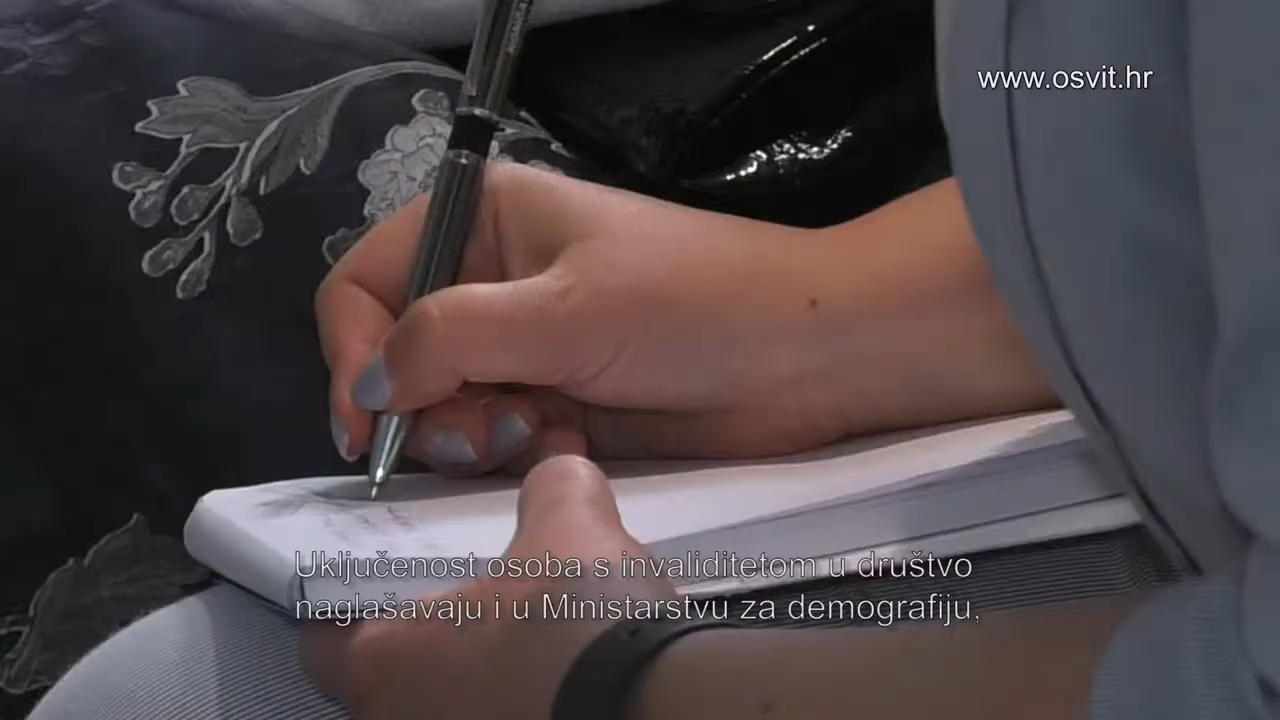 www.osvit.hr
Uključenost osoba s invaliditetom u društvo
naglašavaju i u Ministarstvu za demografiju,